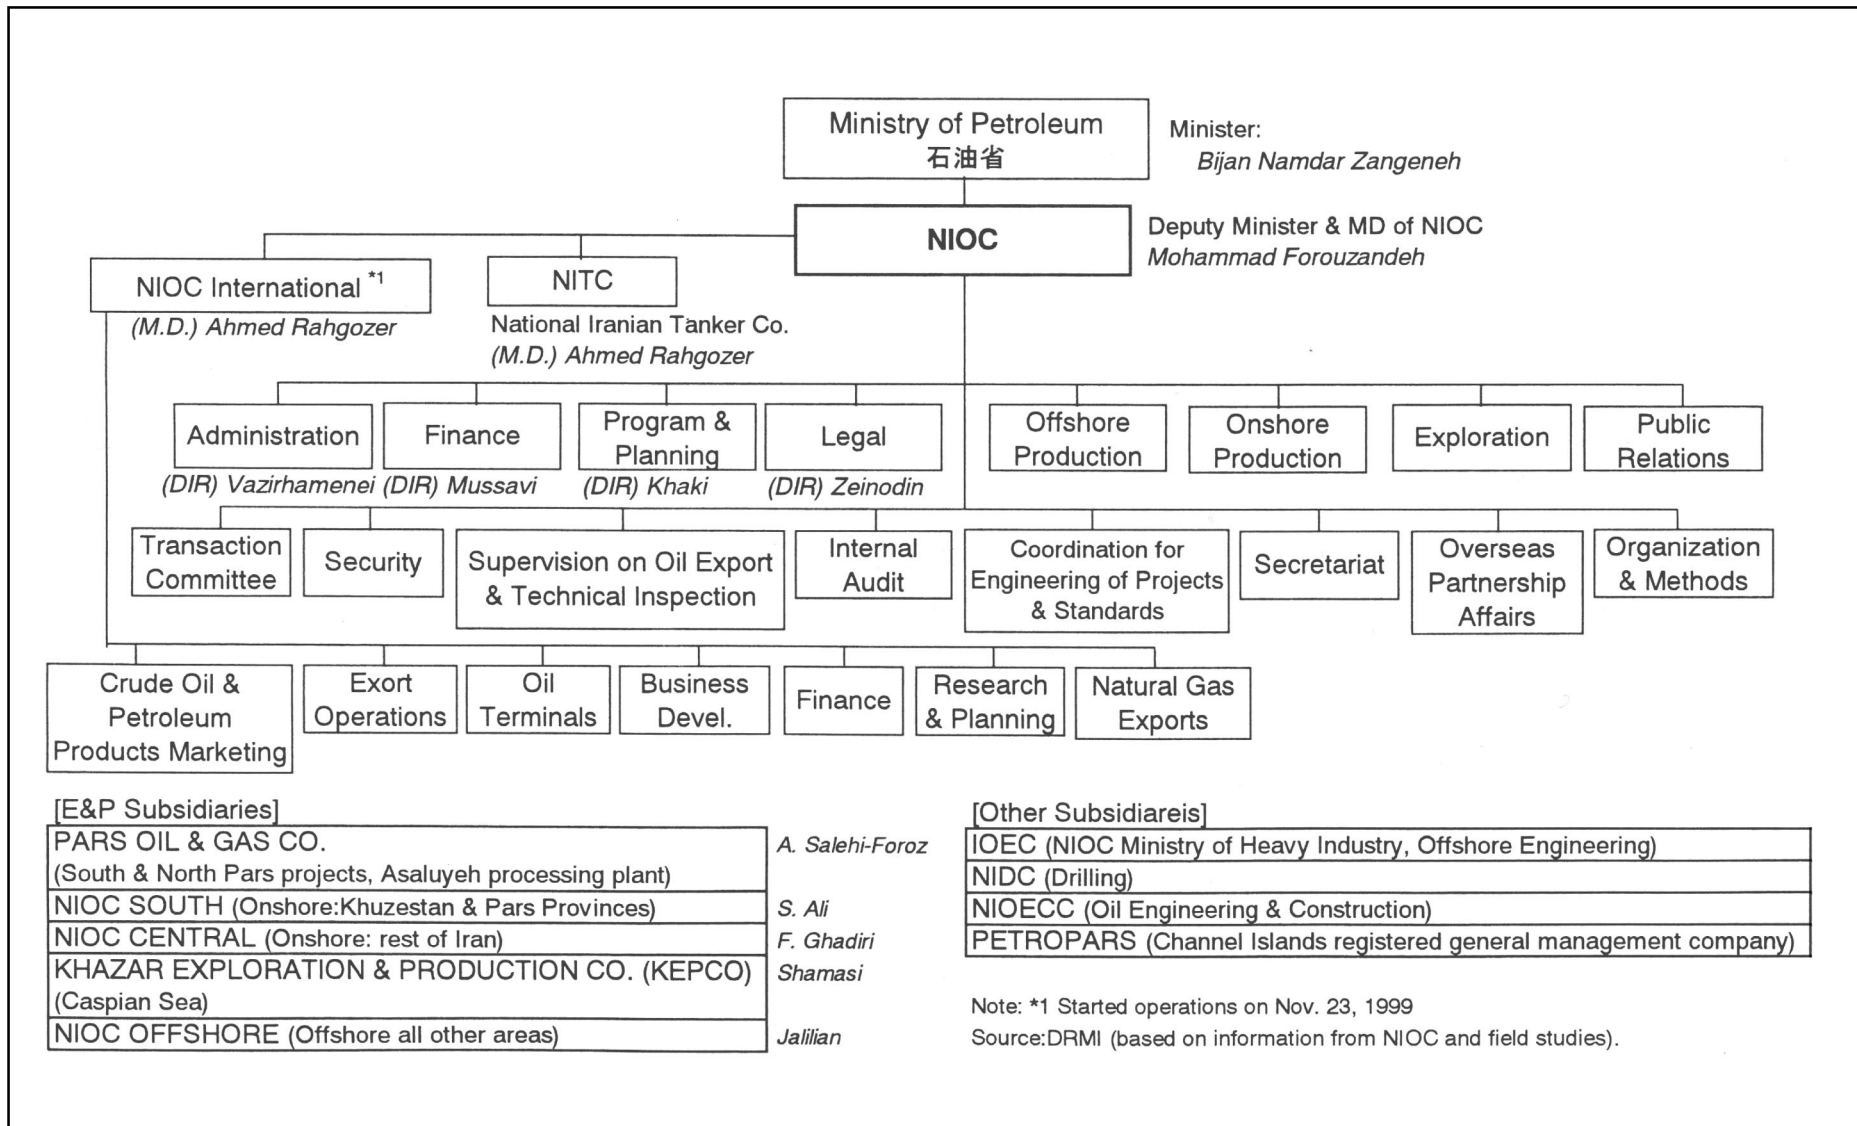 Ministry of Petroleum
石油省
Minister:
Bijan Namdar Zangeneh
NIOC
Deputy Minister & MD of NIOC
Mohammad Forouzandeh
NIOC International *1
(M.D.) Ahmed Rahgozer
NITC
National Iranian Tanker Co.
(M.D.) Ahmed Rahgozer
Administration
(DIR) Vazirhamenei
Finance
(DIR) Mussavi
Program &
Planning
(DIR) Khaki
Legal
(DIR) Zeinodin
Offshore
Production
Onshore
Production
Exploration
Public
Relations
Transaction
Committee
Security
Supervision on Oil Export
& Technical Inspection
Internal
Audit
Coordination for
Engineering of Projects
& Standards
Secretariat
Overseas
Partnership
Affairs
Organization
& Methods
Crude Oil &
Petroleum
Products Marketing
Exort
Operations
Oil
Terminals
Business
Devel.
Finance
Research
& Planning
Natural Gas
Exports
[E&P Subsidiaries]
PARS OIL & GAS CO.
(South & North Pars projects, Asaluyeh processing plant)
A. Salehi-Foroz
NIOC SOUTH (Onshore:Khuzestan & Pars Provinces)
S. Ali
NIOC CENTRAL (Onshore: rest of Iran)
F. Ghadiri
KHAZAR EXPLORATION & PRODUCTION CO. (KEPCO)
(Caspian Sea)
Shamasi
NIOC OFFSHORE (Offshore all other areas)
Jalilian
[Other Subsidiareis]
IOEC (NIOC Ministry of Heavy Industry, Offshore Engineering)
NIDC (Drilling)
NIOECC (Oil Engineering & Construction)
PETROPARS (Channel Islands registered general management company)
Note: *1 Started operations on Nov. 23, 1999
Source:DRMI (based on information from NIOC and field studies).